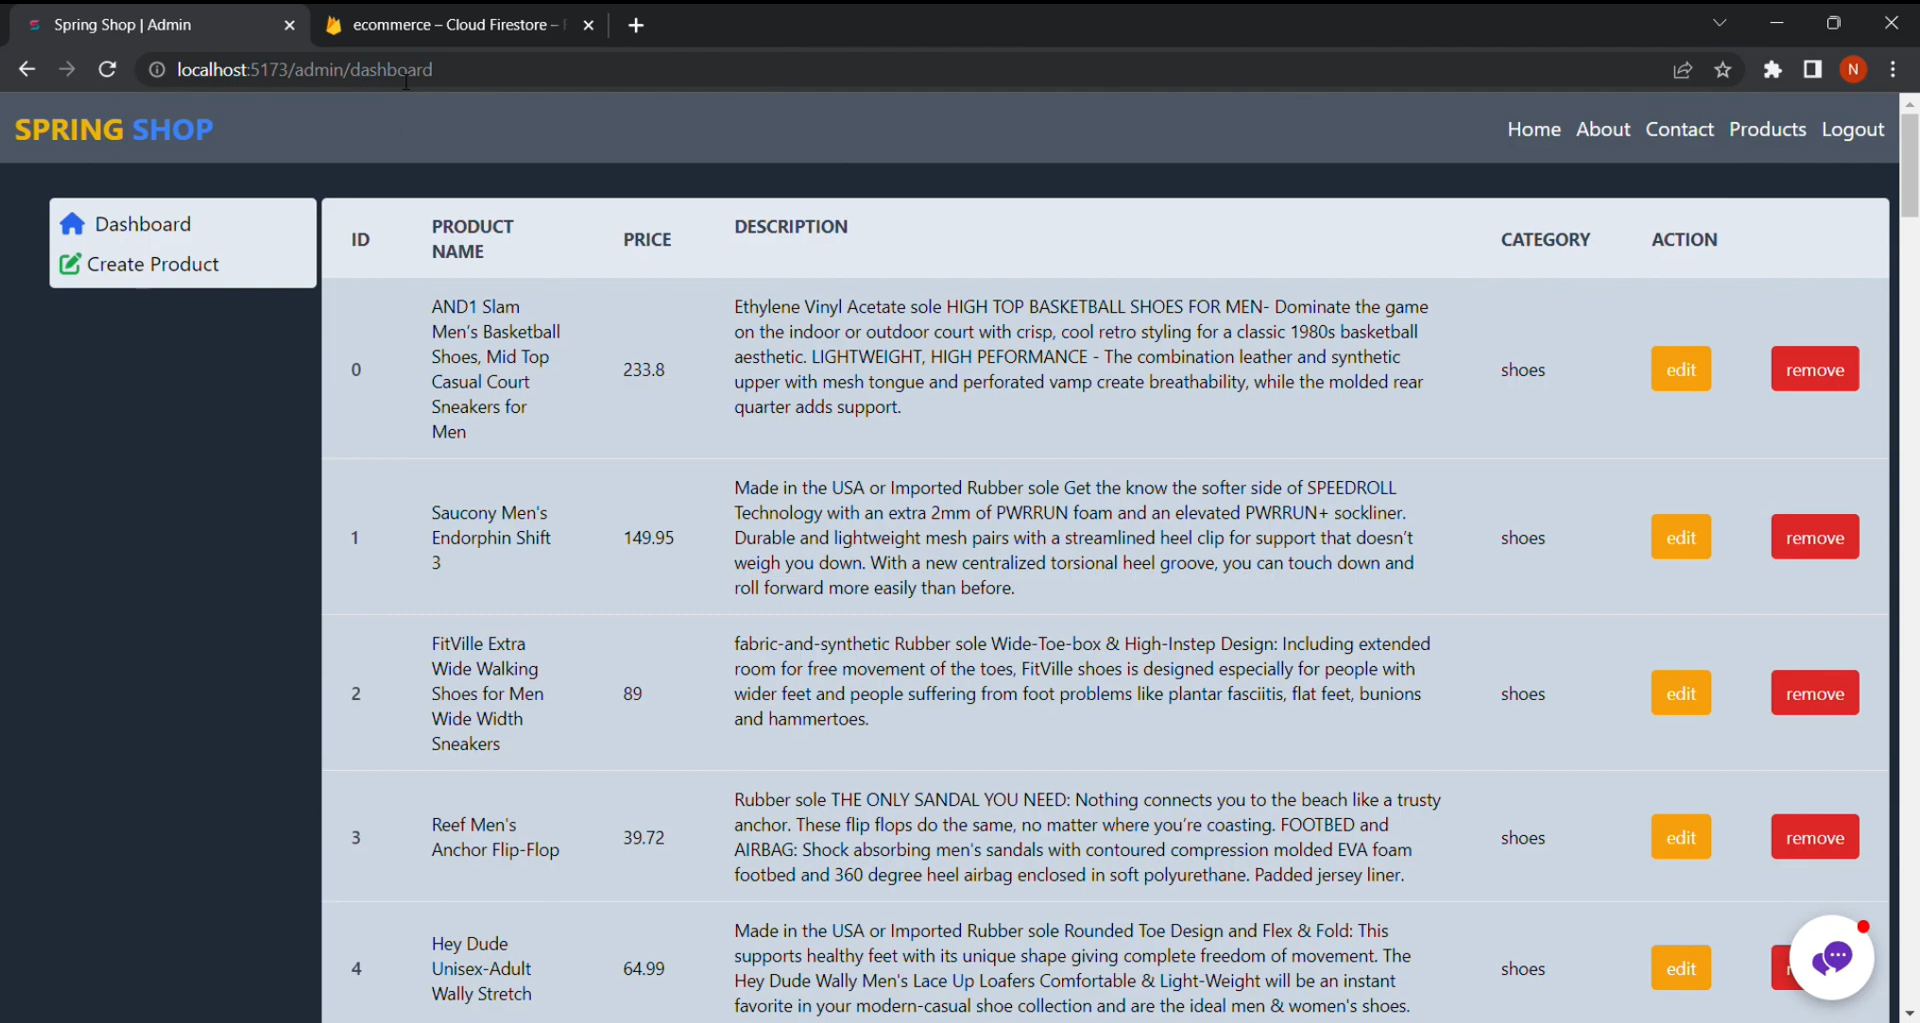 Spring Shop | Admin
ecommerce – Cloud Firestore –
localhost:5173/admin/dashboard
N
SPRING SHOP
Home About Contact Products Logout
Dashboard
Create Product
ID
PRODUCT
NAME
PRICE
DESCRIPTION
CATEGORY
ACTION
0
AND1 Slam
Men's Basketball
Shoes, Mid Top
Casual Court
Sneakers for
Men
233.8
Ethylene Vinyl Acetate sole HIGH TOP BASKETBALL SHOES FOR MEN- Dominate the game
on the indoor or outdoor court with crisp, cool retro styling for a classic 1980s basketball
aesthetic. LIGHTWEIGHT, HIGH PEFORMANCE - The combination leather and synthetic
upper with mesh tongue and perforated vamp create breathability, while the molded rear
quarter adds support.
shoes
edit
remove
1
Saucony Men's
Endorphin Shift
3
149.95
Made in the USA or Imported Rubber sole Get the know the softer side of SPEEDROLL
Technology with an extra 2mm of PWRRUN foam and an elevated PWRRUN+ sockliner.
Durable and lightweight mesh pairs with a streamlined heel clip for support that doesn't
weigh you down. With a new centralized torsional heel groove, you can touch down and
roll forward more easily than before.
shoes
edit
remove
2
FitVille Extra
Wide Walking
Shoes for Men
Wide Width
Sneakers
89
fabric-and-synthetic Rubber sole Wide-Toe-box & High-Instep Design: Including extended
room for free movement of the toes, FitVille shoes is designed especially for people with
wider feet and people suffering from foot problems like plantar fasciitis, flat feet, bunions
and hammertoes.
shoes
edit
remove
3
Reef Men's
Anchor Flip-Flop
39.72
Rubber sole THE ONLY SANDAL YOU NEED: Nothing connects you to the beach like a trusty
anchor. These flip flops do the same, no matter where you're coasting. FOOTBED and
AIRBAG: Shock absorbing men's sandals with contoured compression molded EVA foam
footbed and 360 degree heel airbag enclosed in soft polyurethane. Padded jersey liner.
shoes
edit
remove
4
Hey Dude
Unisex-Adult
Wally Stretch
64.99
Made in the USA or Imported Rubber sole Rounded Toe Design and Flex & Fold: This
supports healthy feet with its unique shape giving complete freedom of movement. The
Hey Dude Wally Men's Lace Up Loafers Comfortable & Light-Weight will be an instant
favorite in your modern-casual shoe collection and are the ideal men & women's shoes.
shoes
edit